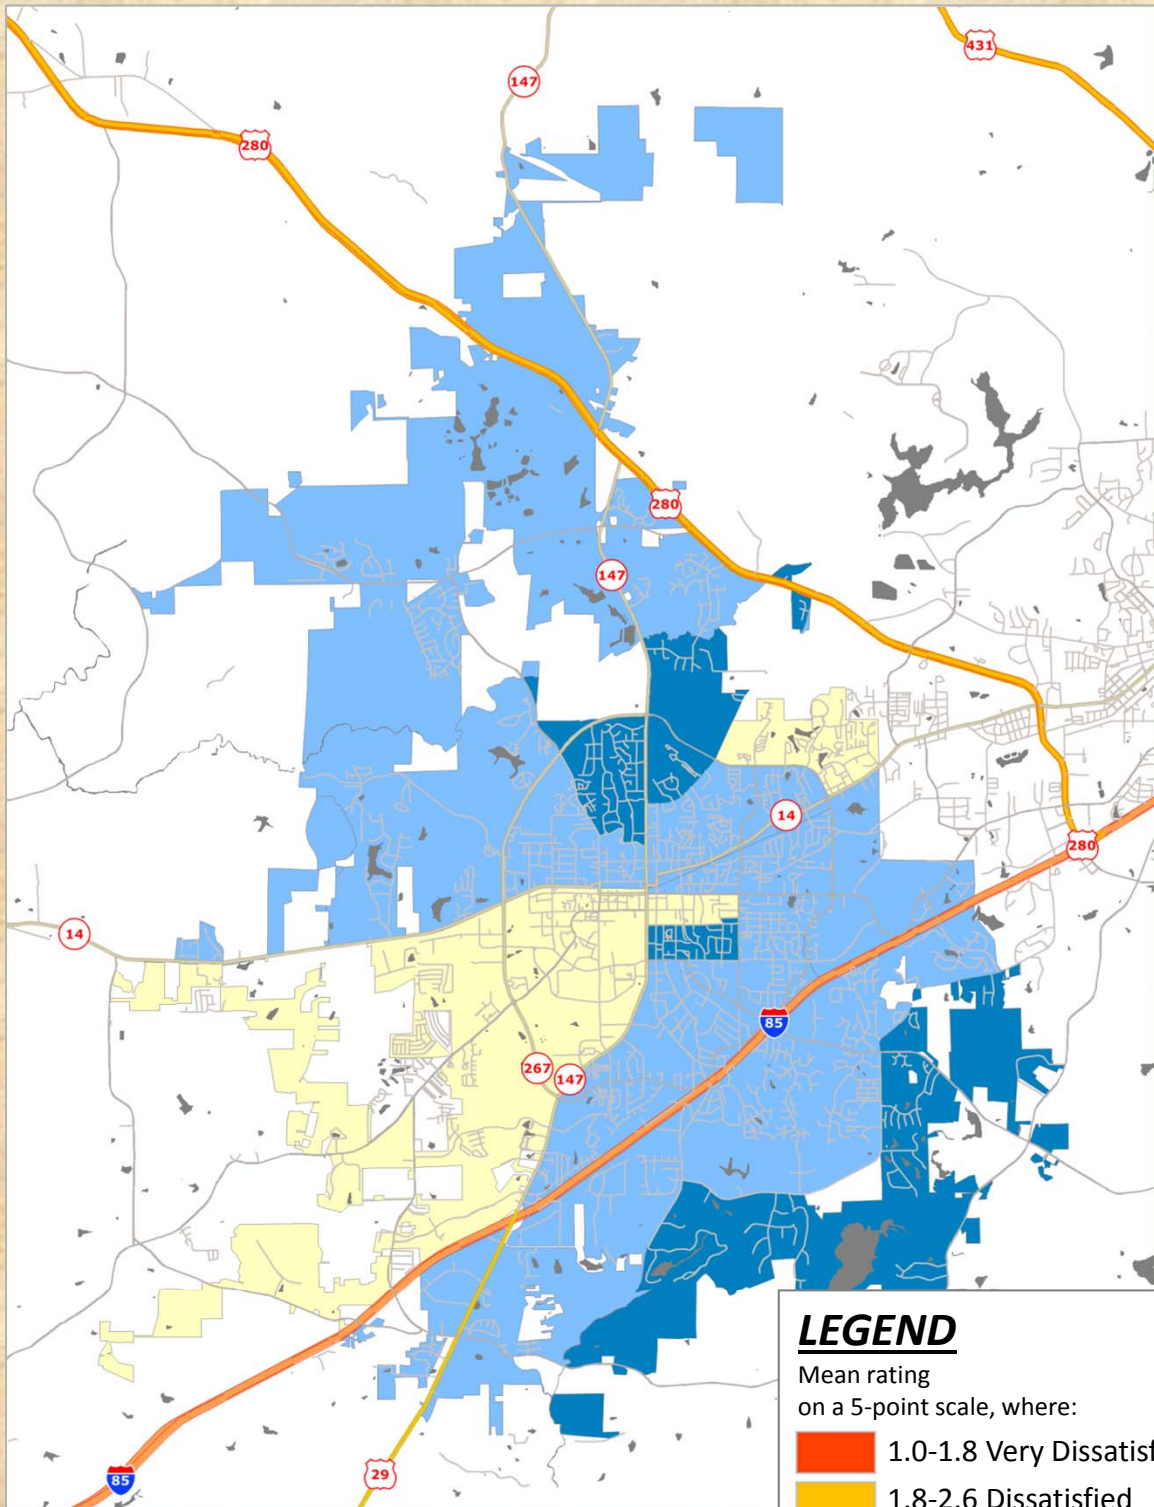 431
147
280
280
147
14
280
14
85
267
147
29
85
LEGEND
Mean rating
on a 5-point scale, where:
1.0-1.8 Very Dissatisf
1.8-2.6 Dissatisfied